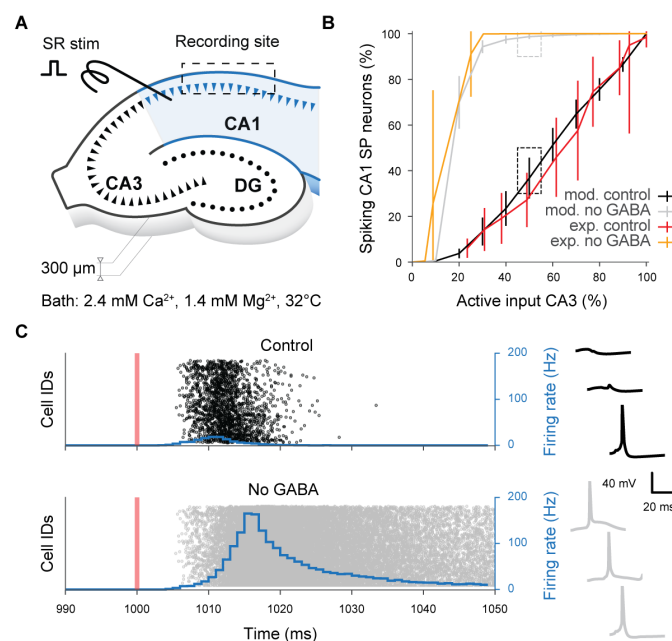 A
SR stim
Recording site
CA1
CA3
DG
300 µm
Bath: 2.4 mM Ca²⁺, 1.4 mM Mg²⁺, 32°C
B
Spiking CA1 SP neurons (%)
100
80
60
40
20
0
0 20 40 60 80 100
Active input CA3 (%)
mod. control
mod. no GABA
exp. control
exp. no GABA
C
Control
Cell IDs
200
100
0
Firing rate (Hz)
No GABA
Cell IDs
200
100
0
Firing rate (Hz)
990 1000 1010 1020 1030 1040 1050
Time (ms)
40 mV
20 ms